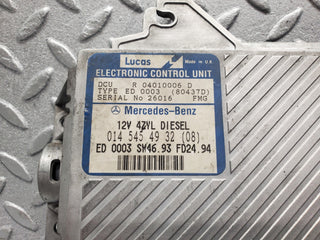 Lucas Made in U.K
ELECTRONIC CONTROL UNIT
DCU R 04010006 D
TYPE ED 0003 (80437D)
SERIAL No 26016 FMG
Mercedes-Benz
12V 4ZYL DIESEL
014 545 49 32 (08)
ED 0003 SW46.93 FD24.94